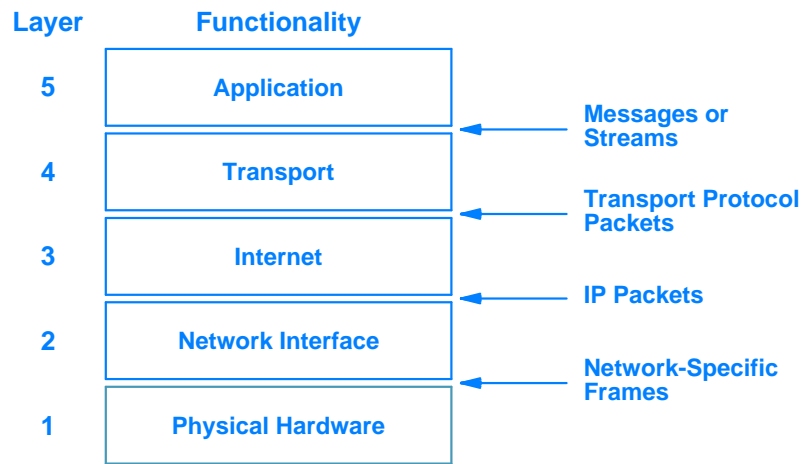 Layer Functionality
5 Application
Messages or
Streams
4 Transport
Transport Protocol
Packets
3 Internet
IP Packets
2 Network Interface
Network-Specific
Frames
1 Physical Hardware